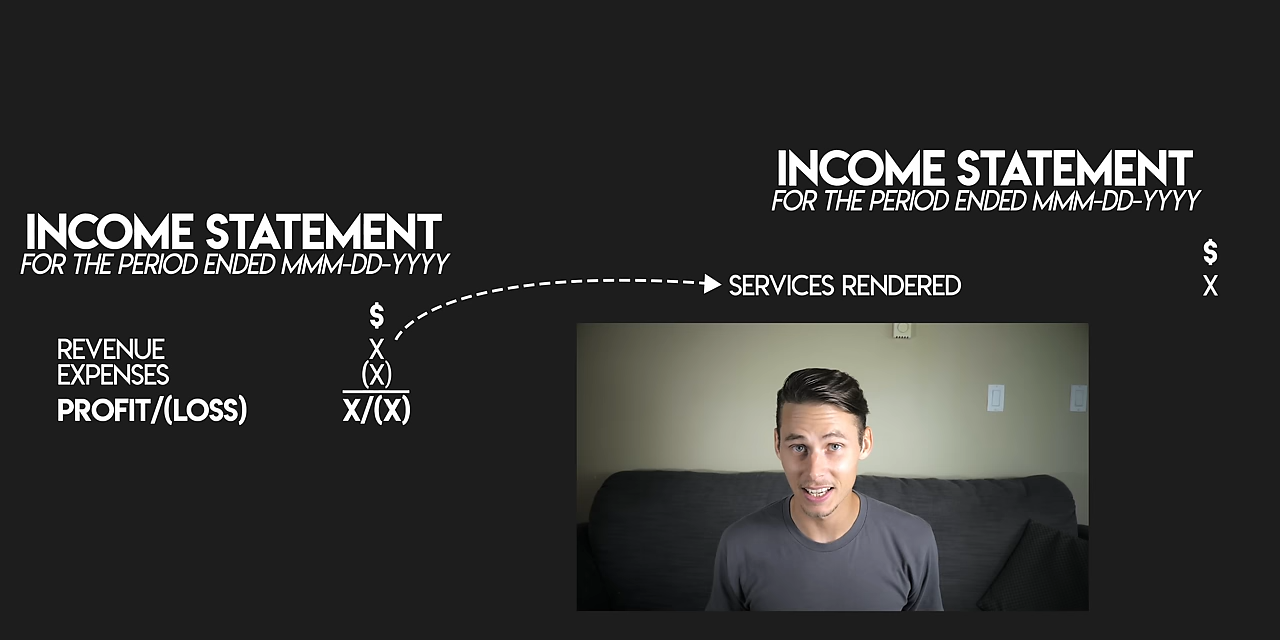 INCOME STATEMENT
FOR THE PERIOD ENDED MMM-DD-YYYY
$
REVENUE X
EXPENSES (X)
PROFIT/(LOSS) X/(X)
INCOME STATEMENT
FOR THE PERIOD ENDED MMM-DD-YYYY
$
SERVICES RENDERED X